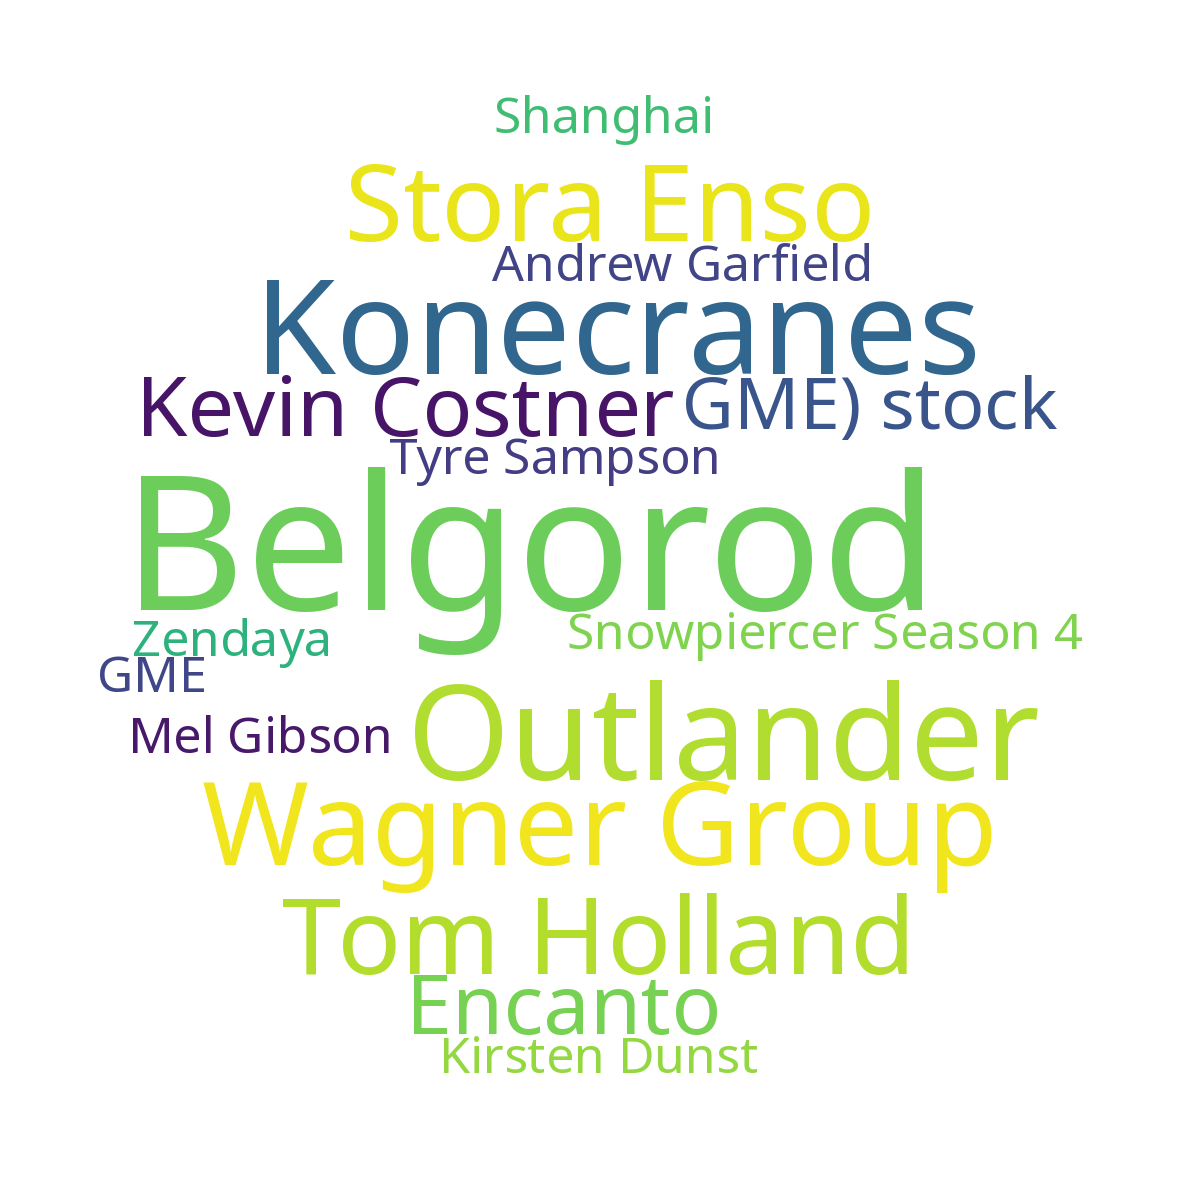 Shanghai
Stora Enso
Andrew Garfield
Konecranes
Kevin Costner
GME) stock
Tyre Sampson
Belgorod
Zendaya
Snowpiercer Season 4
GME
Mel Gibson
Outlander
Wagner Group
Tom Holland
Encanto
Kirsten Dunst